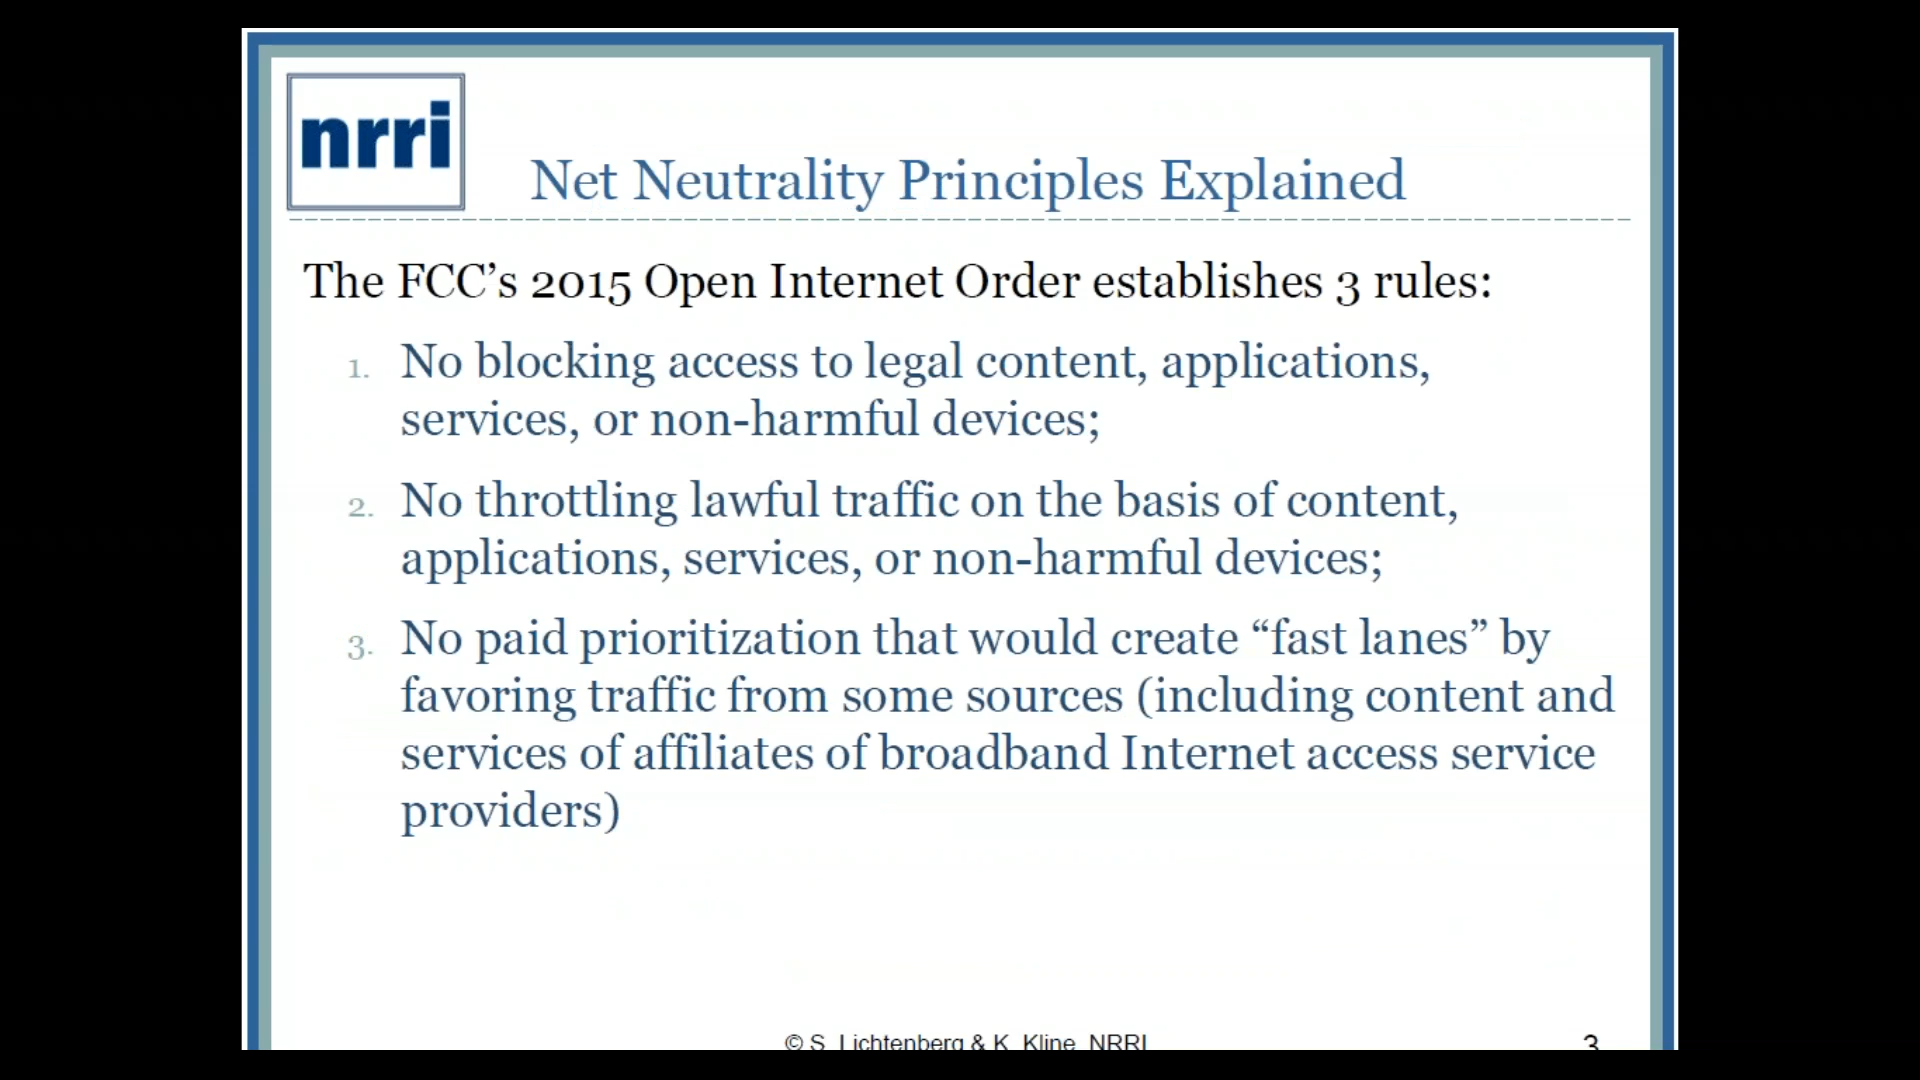 nrri
Net Neutrality Principles Explained
The FCC’s 2015 Open Internet Order establishes 3 rules:
1. No blocking access to legal content, applications,
services, or non-harmful devices;
2. No throttling lawful traffic on the basis of content,
applications, services, or non-harmful devices;
3. No paid prioritization that would create “fast lanes” by
favoring traffic from some sources (including content and
services of affiliates of broadband Internet access service
providers)
© S. Lichtenberg & K. Kline, NRRI
3